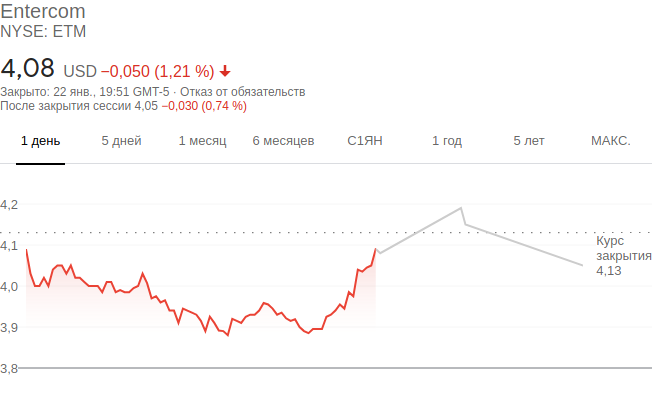 Entercom
NYSE: ETM
4,08 USD −0,050 (1,21 %)
Закрыто: 22 янв., 19:51 GMT-5 · Отказ от обязательств
После закрытия сессии 4,05 −0,030 (0,74 %)
1 день 5 дней 1 месяц 6 месяцев С1ЯН 1 год 5 лет МАКС.
4,2
4,1
4,0
3,9
3,8
Курс
закрытия
4,13